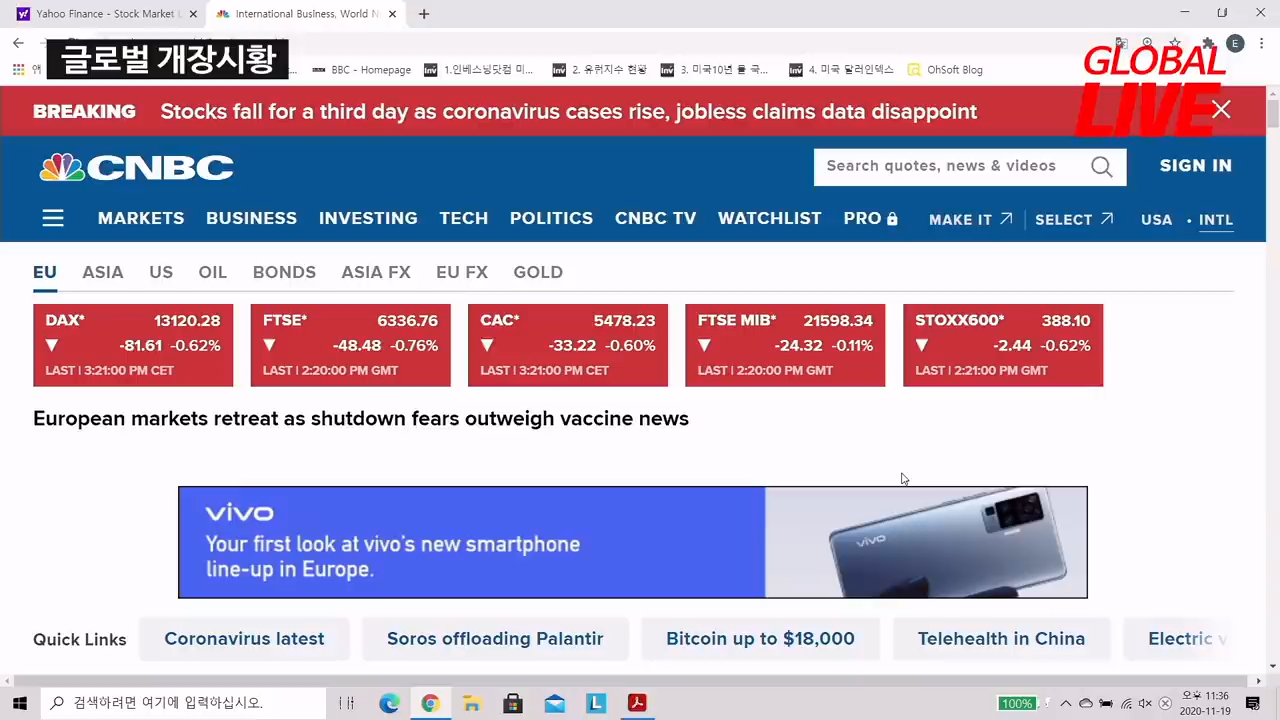 Yahoo Finance - Stock Market L
International Business, World N
글로벌 개장시황
BBC - Homepage
1.인베스팅닷컴 미...
2. 유럽지수 현황
3. 미국10년 물 국...
4. 미국 달러인덱스
OhSoft Blog
E
GLOBAL
LIVE
BREAKING Stocks fall for a third day as coronavirus cases rise, jobless claims data disappoint
CNBC
Search quotes, news & videos
SIGN IN
MARKETS BUSINESS INVESTING TECH POLITICS CNBC TV WATCHLIST PRO MAKE IT SELECT USA • INTL
EU ASIA US OIL BONDS ASIA FX EU FX GOLD
DAX* 13120.28
▼ -81.61 -0.62%
LAST | 3:21:00 PM CET
FTSE* 6336.76
▼ -48.48 -0.76%
LAST | 2:20:00 PM GMT
CAC* 5478.23
▼ -33.22 -0.60%
LAST | 3:21:00 PM CET
FTSE MIB* 21598.34
▼ -24.32 -0.11%
LAST | 2:20:00 PM GMT
STOXX600* 388.10
▼ -2.44 -0.62%
LAST | 2:21:00 PM GMT
European markets retreat as shutdown fears outweigh vaccine news
vivo
Your first look at vivo's new smartphone
line-up in Europe.
vivo
Quick Links Coronavirus latest Soros offloading Palantir Bitcoin up to $18,000 Telehealth in China Electric v
검색하려면 여기에 입력하십시오.
100%
오후 11:36
2020-11-19